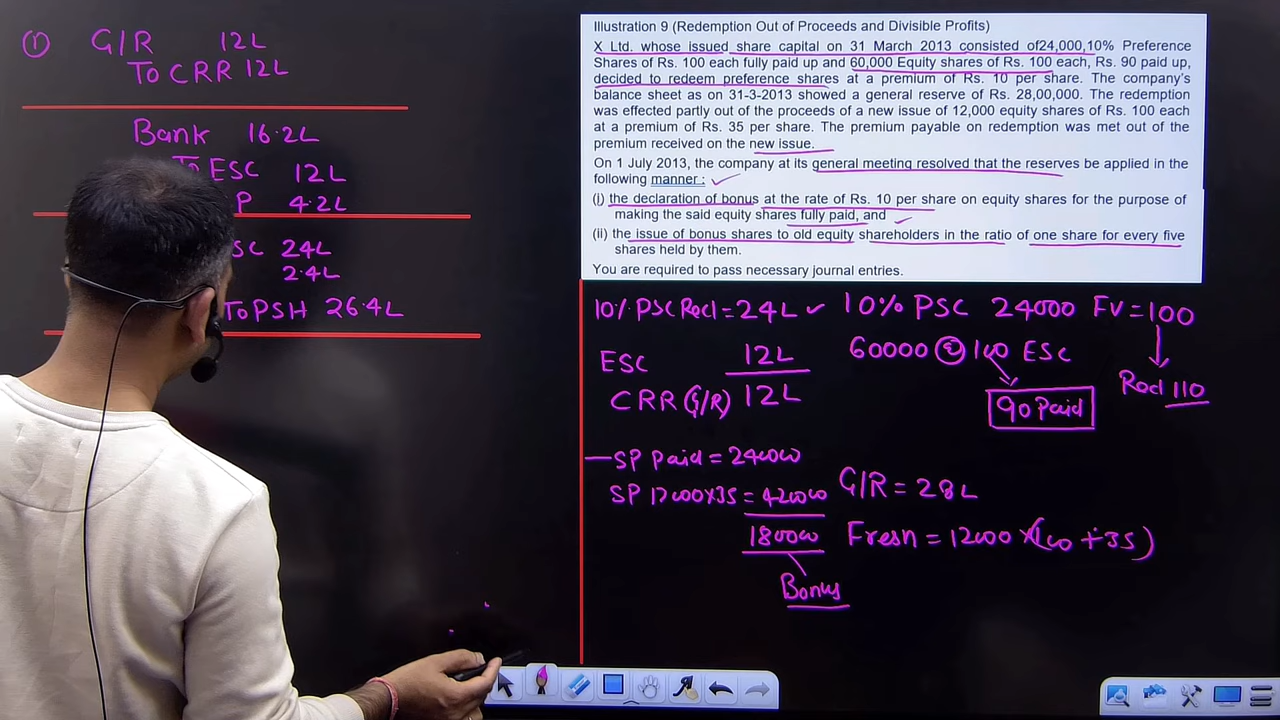 ① G/R 12L
To CRR 12L
Bank 16.2L
ESC 12L
P 4.2L
SC 24L
2.4L
To PSH 26.4L
Illustration 9 (Redemption Out of Proceeds and Divisible Profits)
X Ltd. whose issued share capital on 31 March 2013 consisted of24,000,10% Preference
Shares of Rs. 100 each fully paid up and 60,000 Equity shares of Rs. 100 each, Rs. 90 paid up,
decided to redeem preference shares at a premium of Rs. 10 per share. The company's
balance sheet as on 31-3-2013 showed a general reserve of Rs. 28,00,000. The redemption
was effected partly out of the proceeds of a new issue of 12,000 equity shares of Rs. 100 each
at a premium of Rs. 35 per share. The premium payable on redemption was met out of the
premium received on the new issue.
On 1 July 2013, the company at its general meeting resolved that the reserves be applied in the
following manner :
(i) the declaration of bonus at the rate of Rs. 10 per share on equity shares for the purpose of
making the said equity shares fully paid, and
(ii) the issue of bonus shares to old equity shareholders in the ratio of one share for every five
shares held by them.
You are required to pass necessary journal entries.
10% PSC Red = 24L
ESC 12L
CRR (G/R) 12L
SP Paid = 240000
SP 12000x35 = 420000
180000
Bonus
10% PSC 24000 FV = 100
60000 @ 100 ESC
Red 110
90 Paid
G/R = 28L
Fresh = 12000 x (100 + 35)